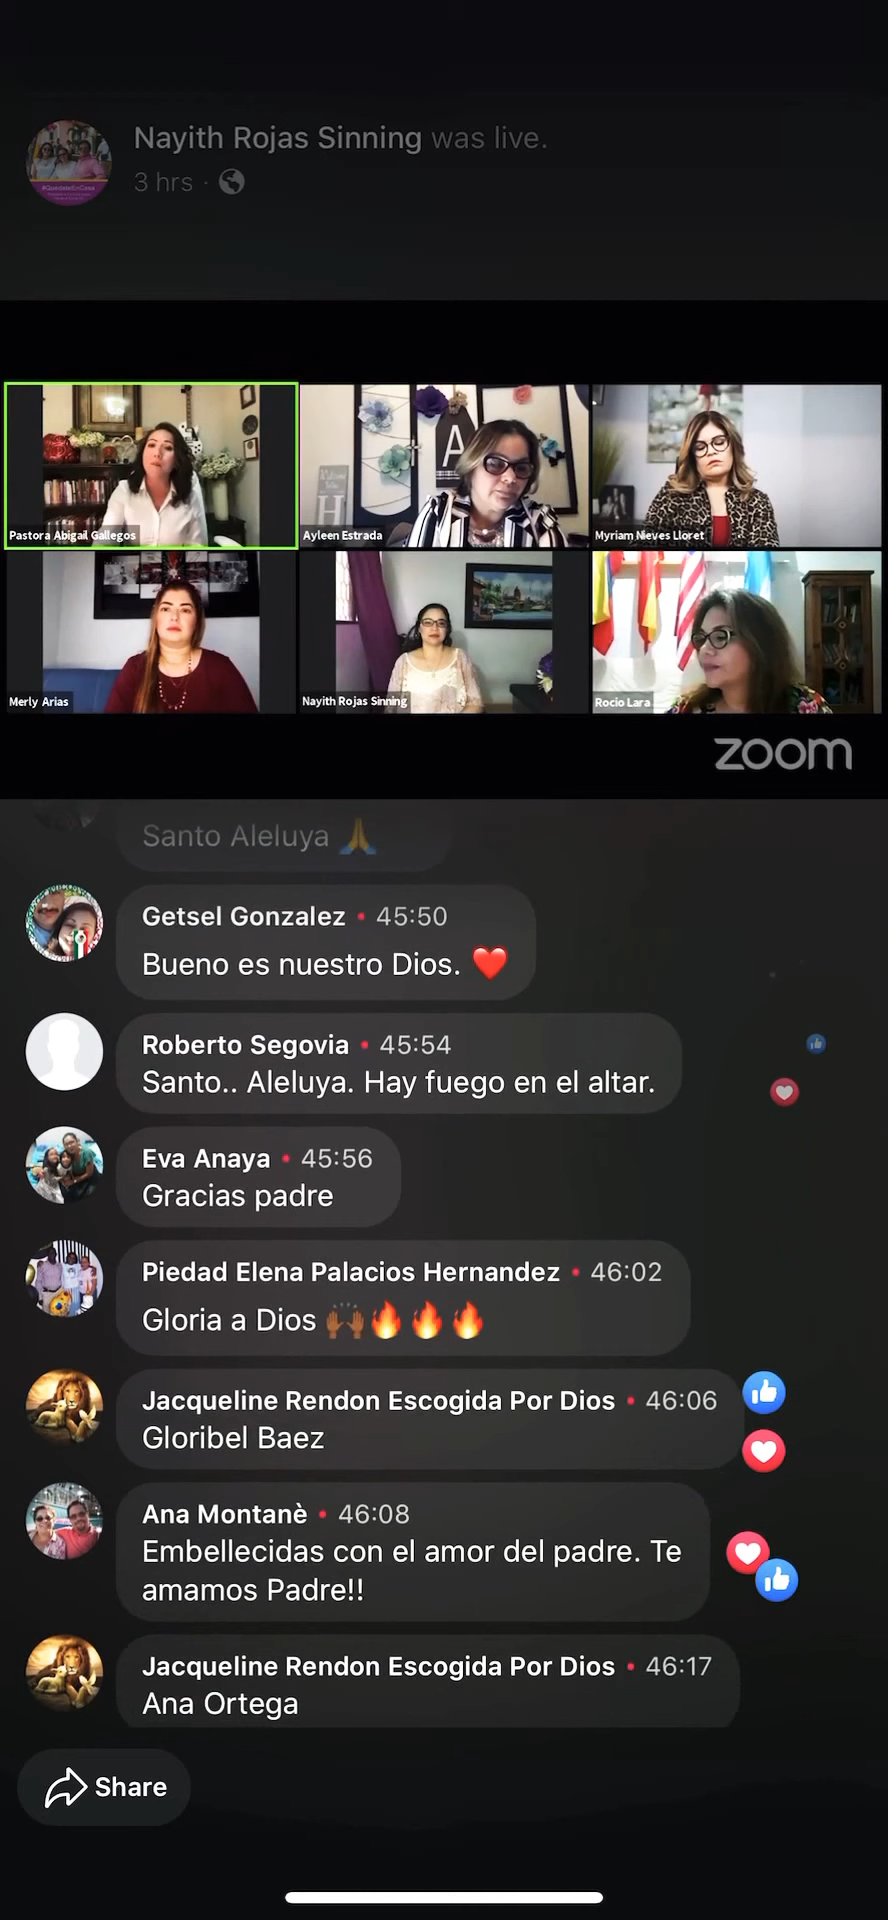 Nayith Rojas Sinning was live.
3 hrs ·
Pastora Abigail Gallegos
Ayleen Estrada
Myriam Nieves Lloret
Merly Arias
Nayith Rojas Sinning
Rocio Lara
zoom
Santo Aleluya 🙏
Getsel Gonzalez • 45:50
Bueno es nuestro Dios. ❤️
Roberto Segovia • 45:54
Santo.. Aleluya. Hay fuego en el altar.
Eva Anaya • 45:56
Gracias padre
Piedad Elena Palacios Hernandez • 46:02
Gloria a Dios 🙌🏾🔥🔥🔥
Jacqueline Rendon Escogida Por Dios • 46:06
Gloribel Baez
Ana Montanè • 46:08
Embellecidas con el amor del padre. Te
amamos Padre!!
Jacqueline Rendon Escogida Por Dios • 46:17
Ana Ortega
Share